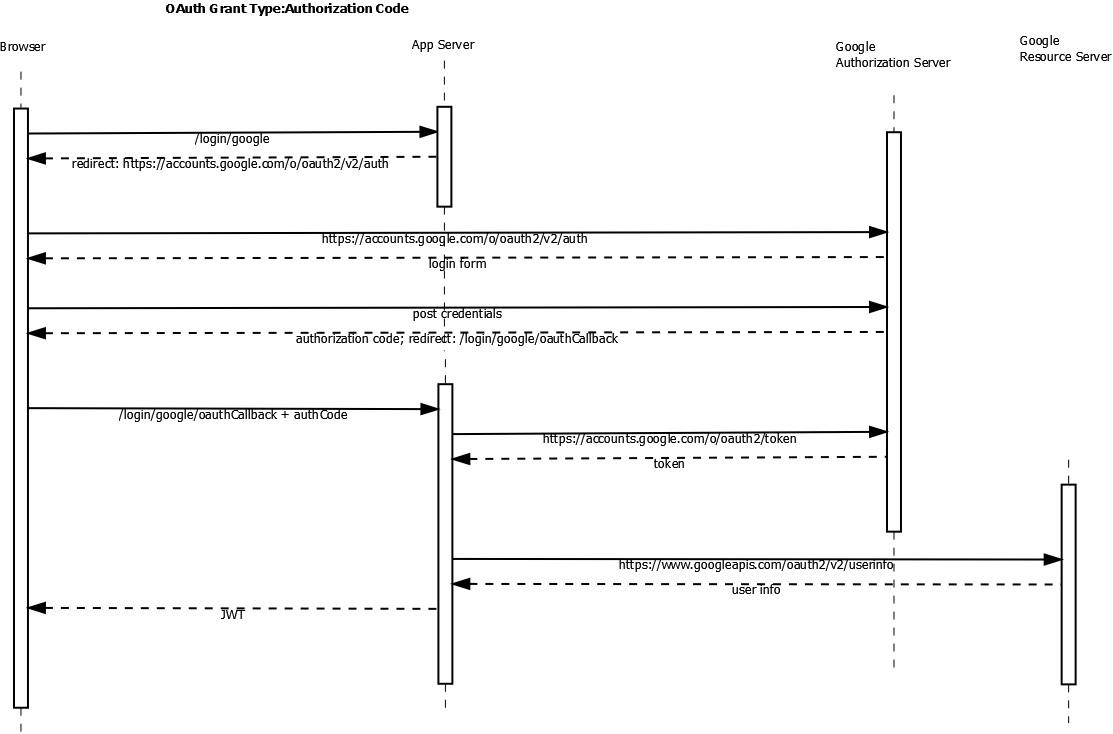 OAuth Grant Type:Authorization Code
Browser
App Server
Google
Authorization Server
Google
Resource Server
/login/google
redirect: https://accounts.google.com/o/oauth2/v2/auth
https://accounts.google.com/o/oauth2/v2/auth
login form
post credentials
authorization code; redirect: /login/google/oauthCallback
/login/google/oauthCallback + authCode
https://accounts.google.com/o/oauth2/token
token
https://www.googleapis.com/oauth2/v2/userinfo
user info
JWT